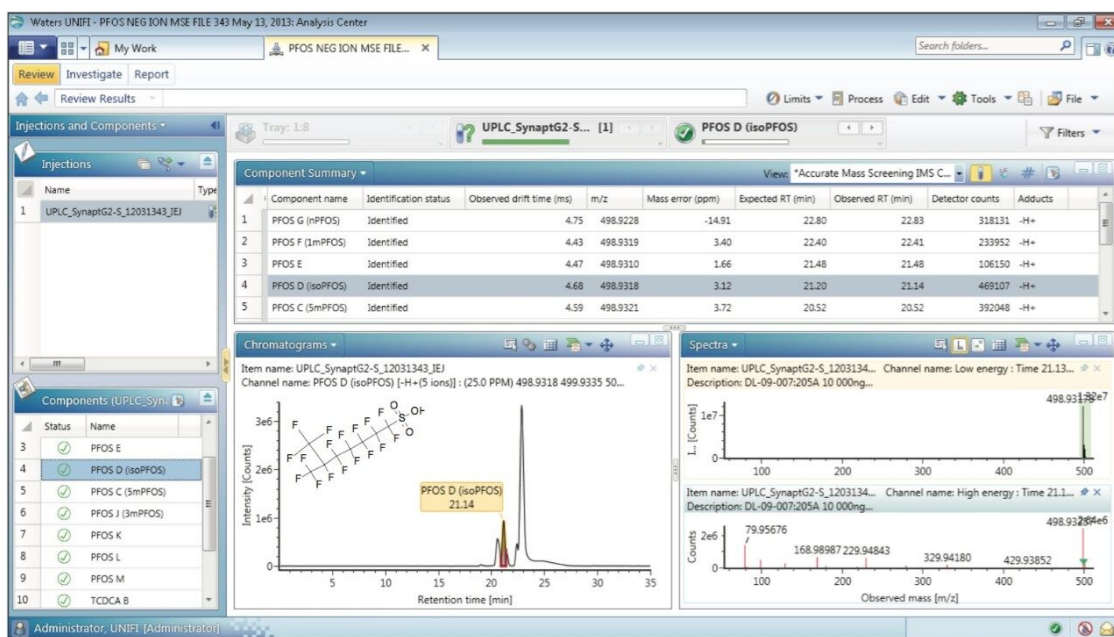 Waters UNIFI - PFOS NEG ION MSE FILE 343 May 13, 2013: Analysis Center
My Work
PFOS NEG ION MSE FILE... ×
Search folders...
Review Investigate Report
Review Results
Limits Process Edit Tools File
Injections and Components
Tray: 1:8
UPLC_SynaptG2-S... [1]
PFOS D (isoPFOS)
Filters
Injections
Name Type
1 UPLC_SynaptG2-S_12031343_IEJ
Component Summary
View: "Accurate Mass Screening IMS C...
Component name Identification status Observed drift time (ms) m/z Mass error (ppm) Expected RT (min) Observed RT (min) Detector counts Adducts
1 PFOS G (nPFOS) Identified 4.75 498.9228 -14.91 22.80 22.83 318131 -H+
2 PFOS F (1mPFOS) Identified 4.43 498.9319 3.40 22.40 22.41 233952 -H+
3 PFOS E Identified 4.47 498.9310 1.66 21.48 21.48 106150 -H+
4 PFOS D (isoPFOS) Identified 4.68 498.9318 3.12 21.20 21.14 469107 -H+
5 PFOS C (5mPFOS) Identified 4.59 498.9321 3.72 20.52 20.52 392048 -H+
Components (UPLC_Syn
Status Name
3 PFOS E
4 PFOS D (isoPFOS)
5 PFOS C (5mPFOS)
6 PFOS J (3mPFOS)
7 PFOS K
8 PFOS L
9 PFOS M
10 TCDCA B
Chromatograms
Item name: UPLC_SynaptG2-S_12031343_IEJ
Channel name: PFOS D (isoPFOS) [-H+(5 ions)] : (25.0 PPM) 498.9318 499.9335 50...
Intensity [Counts]
3e6
2e6
1e6
0
F F F F F F F F F F F F F F F F F S O O OH
PFOS D (isoPFOS)
21.14
5 10 15 20 25 30 35
Retention time [min]
Spectra
Item name: UPLC_SynaptG2-S_1203134... Channel name: Low energy : Time 21.13...
Description: DL-09-007:205A 10 000ng...
I... [Counts]
1e7
0
100 200 300 400 500
Item name: UPLC_SynaptG2-S_1203134... Channel name: High energy : Time 21.1...
Description: DL-09-007:205A 10 000ng...
Counts
2e6
0
79.95676
168.98987 229.94843
329.94180
429.93852
100 200 300 400 500
Observed mass [m/z]
Administrator, UNIFI [Administrator]